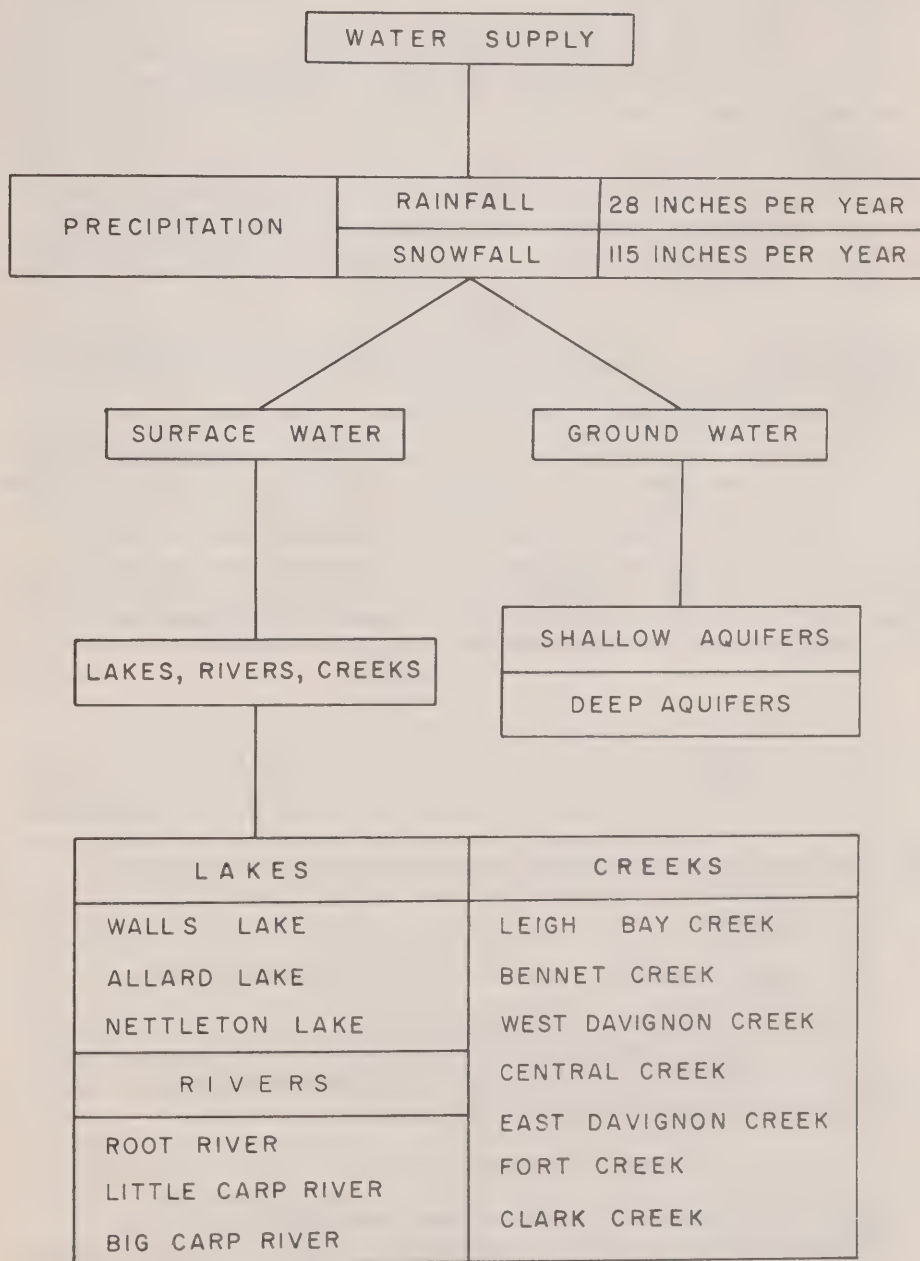 WATER SUPPLY
PRECIPITATION
RAINFALL
28 INCHES PER YEAR
SNOWFALL
115 INCHES PER YEAR
SURFACE WATER
GROUND WATER
LAKES, RIVERS, CREEKS
SHALLOW AQUIFERS
DEEP AQUIFERS
LAKES
WALLS LAKE
ALLARD LAKE
NETTLETON LAKE
RIVERS
ROOT RIVER
LITTLE CARP RIVER
BIG CARP RIVER
CREEKS
LEIGH BAY CREEK
BENNET CREEK
WEST DAVIGNON CREEK
CENTRAL CREEK
EAST DAVIGNON CREEK
FORT CREEK
CLARK CREEK